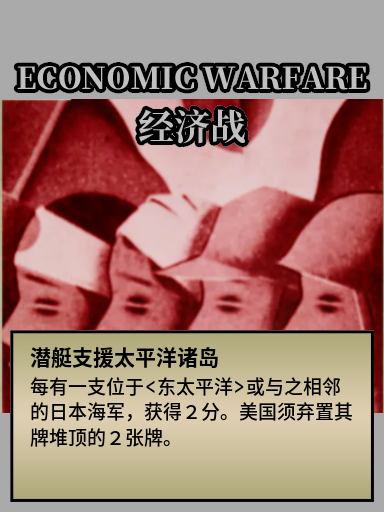 ECONOMIC WARFARE
经济战
潜艇支援太平洋诸岛
每有一支位于<东太平洋>或与之相邻
的日本海军，获得２分。美国须弃置其
牌堆顶的２张牌。